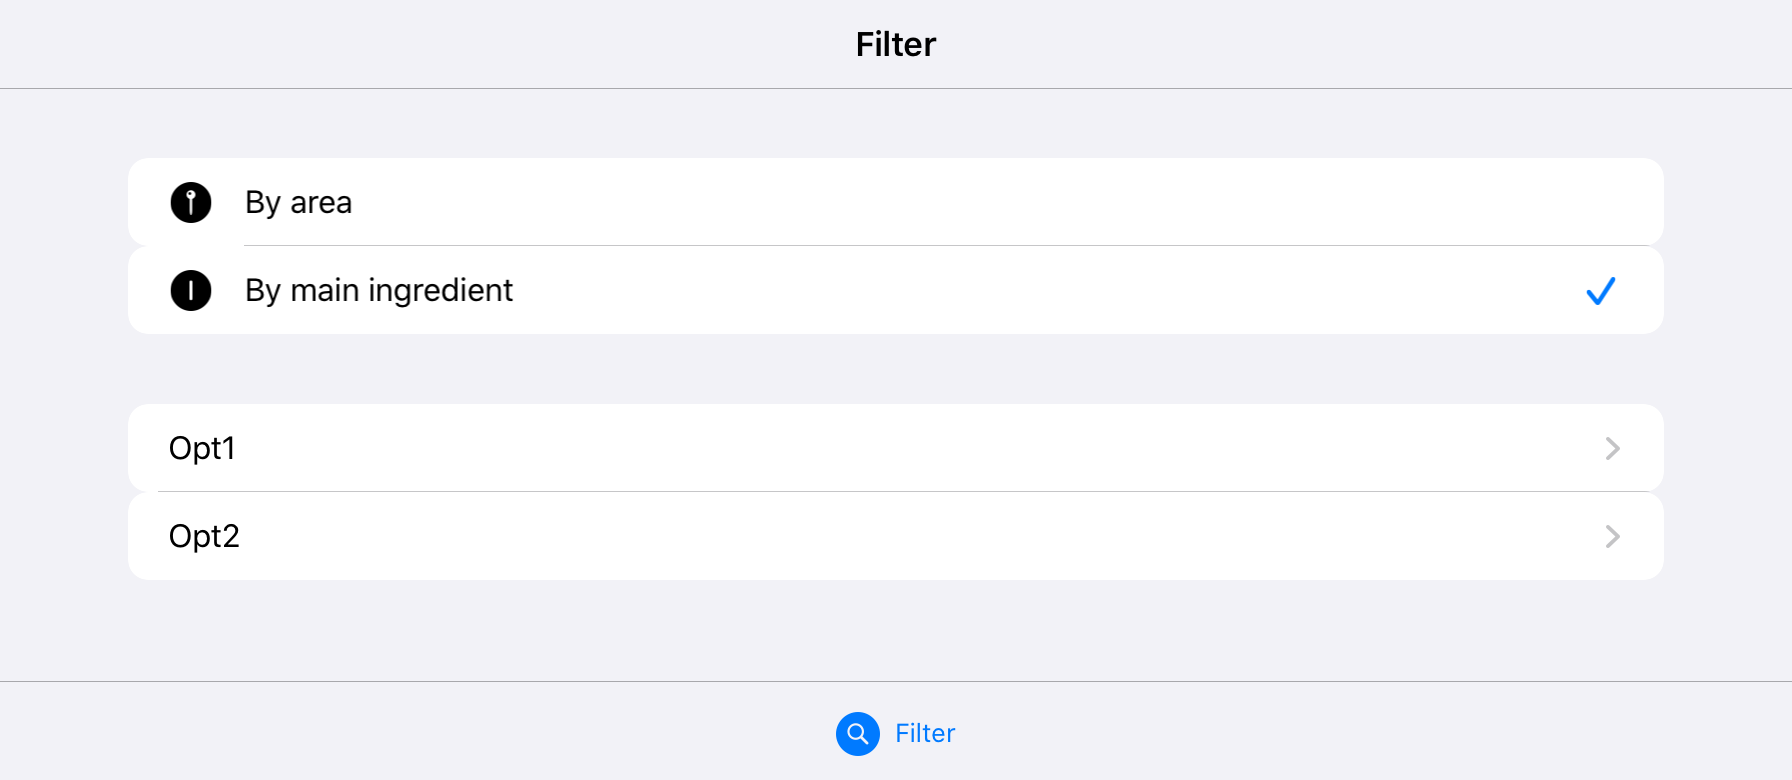 Filter
By area
By main ingredient
Opt1
Opt2
Filter